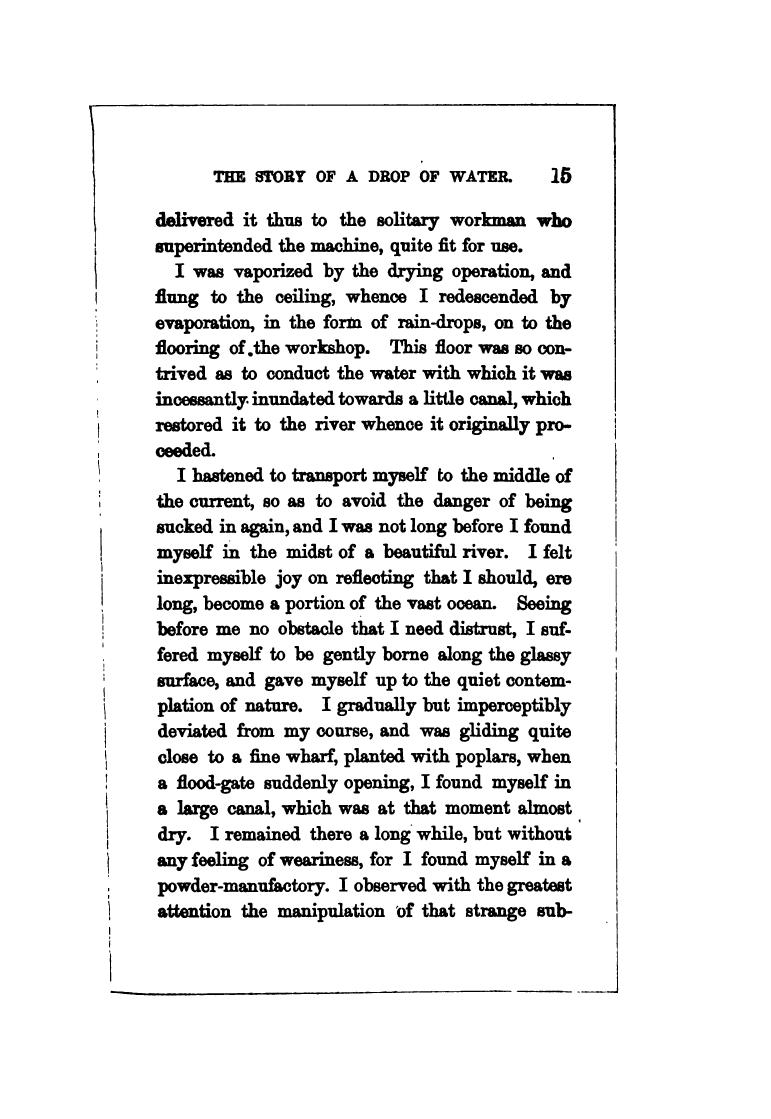 THE STORY OF A DROP OF WATER. 15
delivered it thus to the solitary workman who
superintended the machine, quite fit for use.
I was vaporized by the drying operation, and
flung to the ceiling, whence I redescended by
evaporation, in the form of rain-drops, on to the
flooring of the workshop. This floor was so con-
trived as to conduct the water with which it was
incessantly inundated towards a little canal, which
restored it to the river whence it originally pro-
ceeded.
I hastened to transport myself to the middle of
the current, so as to avoid the danger of being
sucked in again, and I was not long before I found
myself in the midst of a beautiful river. I felt
inexpressible joy on reflecting that I should, ere
long, become a portion of the vast ocean. Seeing
before me no obstacle that I need distrust, I suf-
fered myself to be gently borne along the glassy
surface, and gave myself up to the quiet contem-
plation of nature. I gradually but imperceptibly
deviated from my course, and was gliding quite
close to a fine wharf, planted with poplars, when
a flood-gate suddenly opening, I found myself in
a large canal, which was at that moment almost
dry. I remained there a long while, but without
any feeling of weariness, for I found myself in a
powder-manufactory. I observed with the greatest
attention the manipulation of that strange sub-